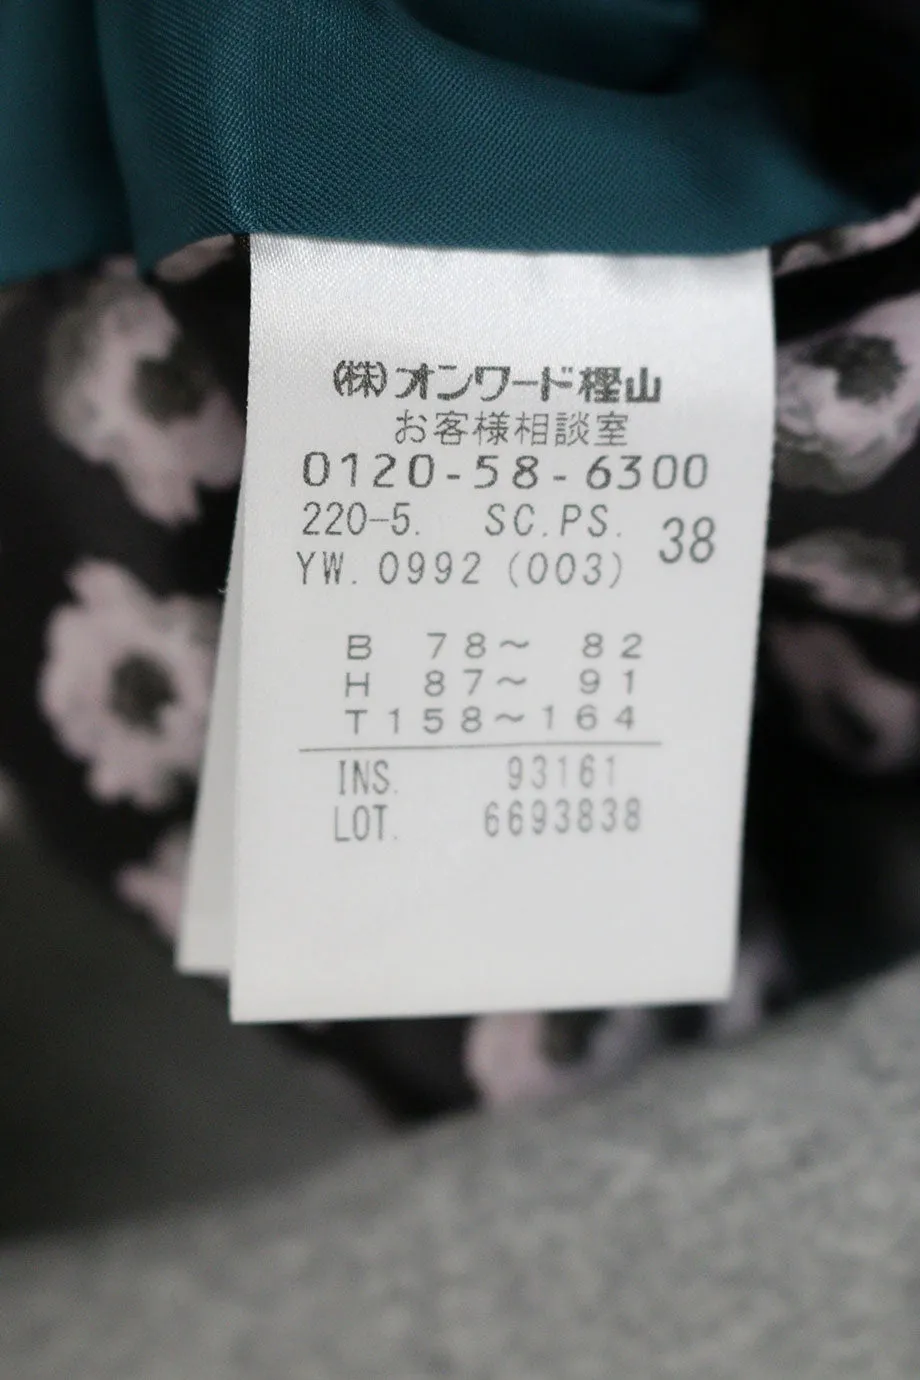 (株)オンワード樫山
お客様相談室
0120-58-6300
220-5. SC.PS. 38
YW. 0992 (003)
B 78〜 82
H 87〜 91
T158〜164
INS. 93161
LOT. 6693838